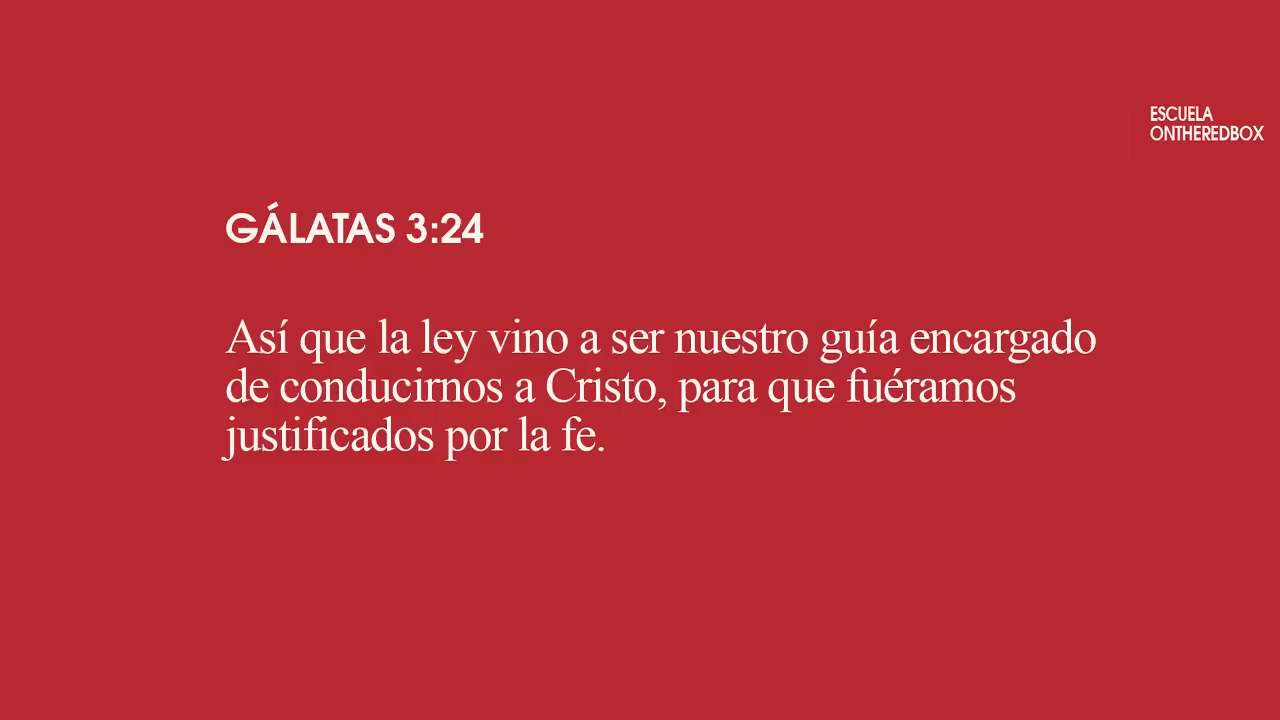 ESCUELA
ONTHEREDBOX
GÁLATAS 3:24
Así que la ley vino a ser nuestro guía encargado
de conducirnos a Cristo, para que fuéramos
justificados por la fe.